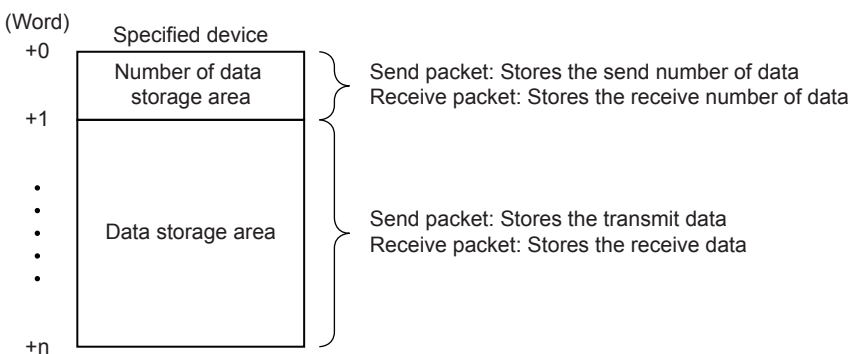 (Word)
Specified device
+0
Number of data
storage area
Send packet: Stores the send number of data
Receive packet: Stores the receive number of data
+1
Data storage area
Send packet: Stores the transmit data
Receive packet: Stores the receive data
+n